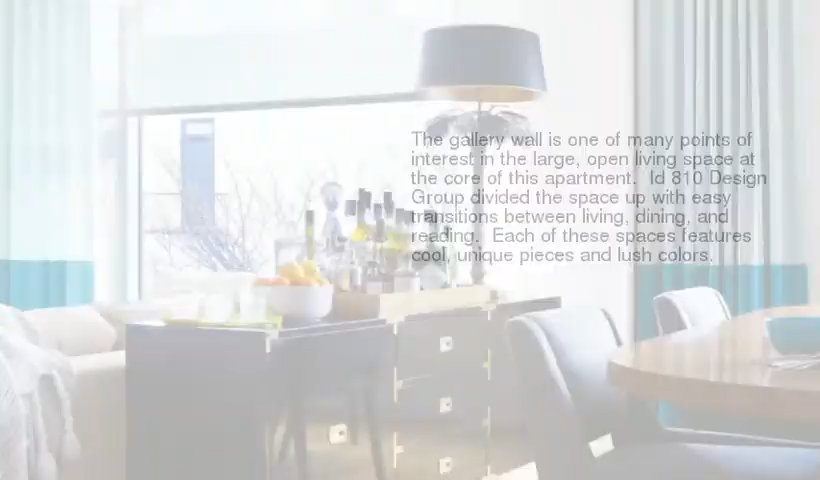 The gallery wall is one of many points of
interest in the large, open living space at
the core of this apartment.  Id 810 Design
Group divided the space up with easy
transitions between living, dining, and
reading.  Each of these spaces features
cool, unique pieces and lush colors.